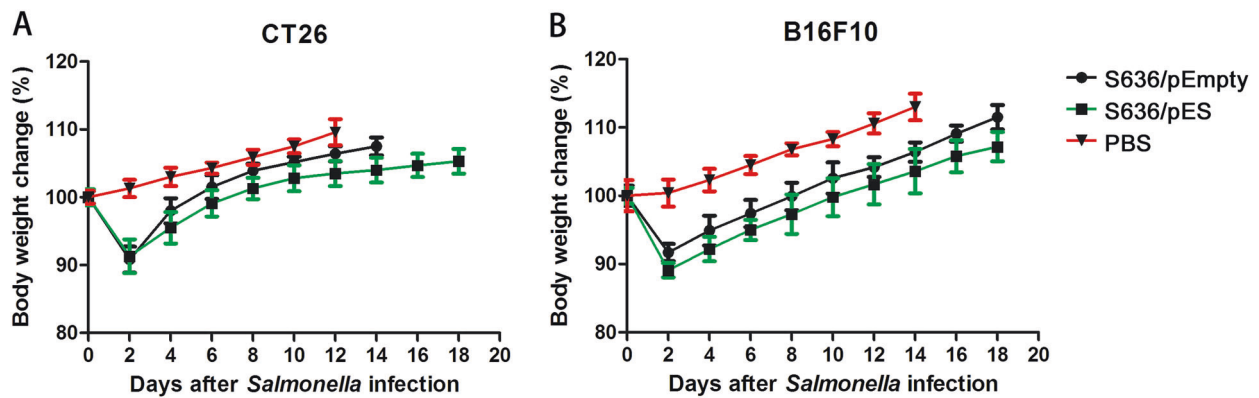 A
CT26
Body weight change (%)
120
110
100
90
80
0 2 4 6 8 10 12 14 16 18 20
Days after Salmonella infection
B
B16F10
Body weight change (%)
120
110
100
90
80
0 2 4 6 8 10 12 14 16 18 20
Days after Salmonella infection
S636/pEmpty
S636/pES
PBS